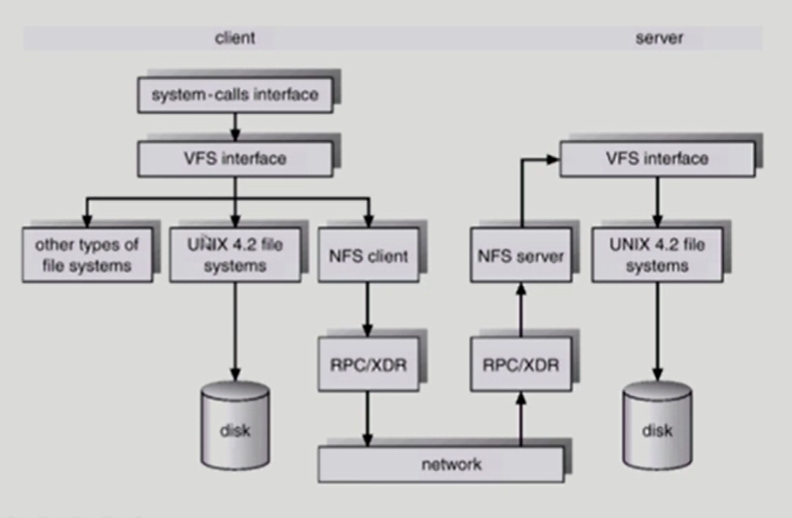 client
server
system-calls interface
VFS interface
VFS interface
other types of
file systems
UNIX 4.2 file
systems
NFS client
NFS server
UNIX 4.2 file
systems
RPC/XDR
RPC/XDR
disk
disk
network